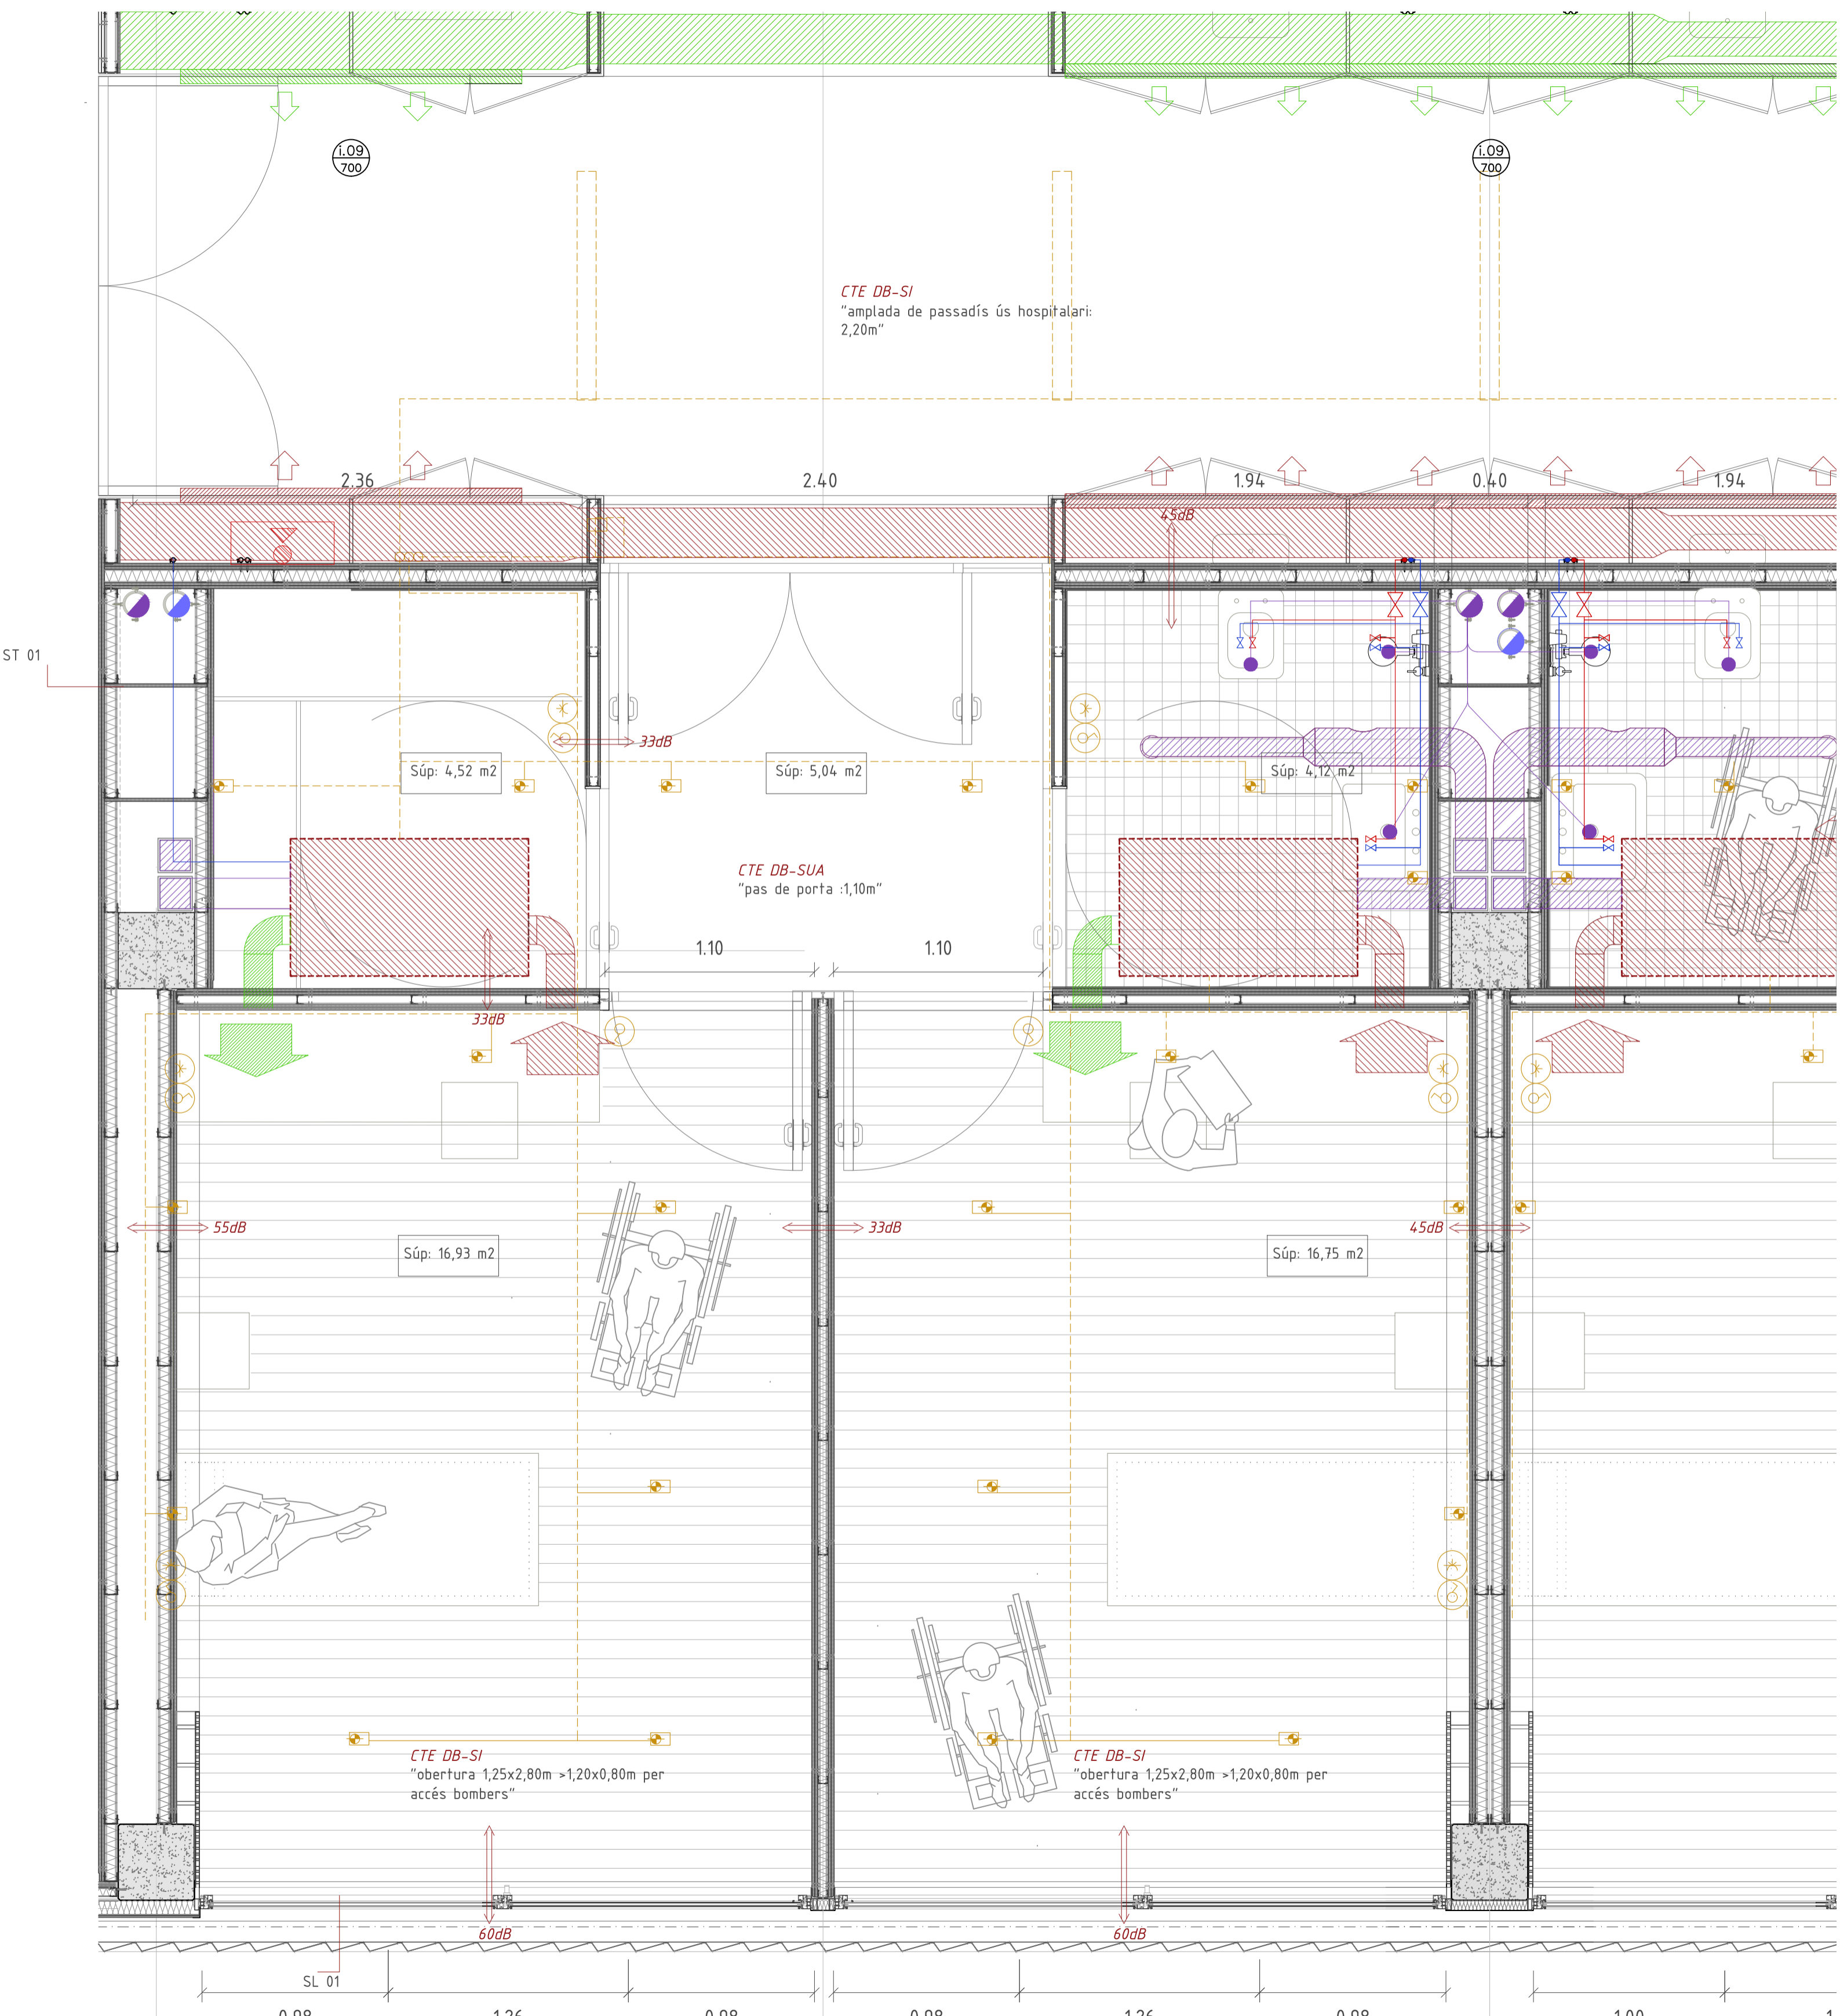 i.09
700
i.09
700
CTE DB-SI
"amplada de passadís ús hospitalari:
2,20m"
2.36
2.40
1.94
0.40
1.94
45dB
ST 01
33dB
Súp: 4,52 m2
Súp: 5,04 m2
Súp: 4,12 m2
CTE DB-SUA
"pas de porta :1,10m"
1.10
1.10
33dB
55dB
33dB
45dB
Súp: 16,93 m2
Súp: 16,75 m2
CTE DB-SI
"obertura 1,25x2,80m >1,20x0,80m per
accés bombers"
CTE DB-SI
"obertura 1,25x2,80m >1,20x0,80m per
accés bombers"
60dB
60dB
SL 01